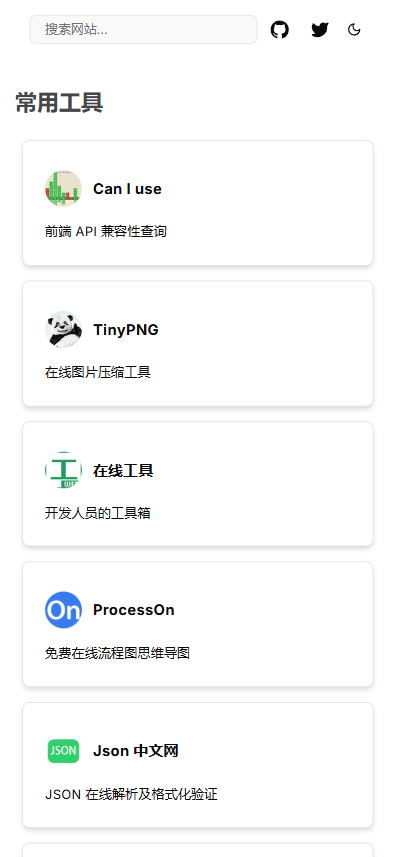 搜索网站...
常用工具
Can I use
前端 API 兼容性查询
TinyPNG
在线图片压缩工具
工
在线工具
开发人员的工具箱
On
ProcessOn
免费在线流程图思维导图
JSON
Json 中文网
JSON 在线解析及格式化验证